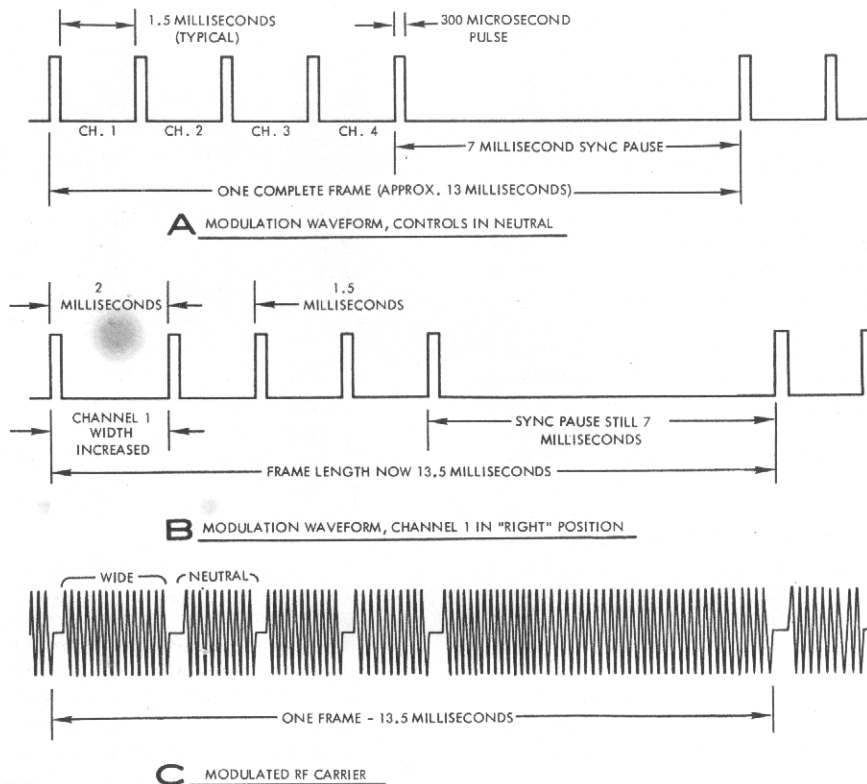 1.5 MILLISECONDS
(TYPICAL)
300 MICROSECOND
PULSE
CH. 1
CH. 2
CH. 3
CH. 4
7 MILLISECOND SYNC PAUSE
ONE COMPLETE FRAME (APPROX. 13 MILLISECONDS)
A MODULATION WAVEFORM, CONTROLS IN NEUTRAL
2
MILLISECONDS
1.5
MILLISECONDS
CHANNEL 1
WIDTH
INCREASED
SYNC PAUSE STILL 7
MILLISECONDS
FRAME LENGTH NOW 13.5 MILLISECONDS
B MODULATION WAVEFORM, CHANNEL 1 IN "RIGHT" POSITION
WIDE
NEUTRAL
ONE FRAME - 13.5 MILLISECONDS
C MODULATED RF CARRIER